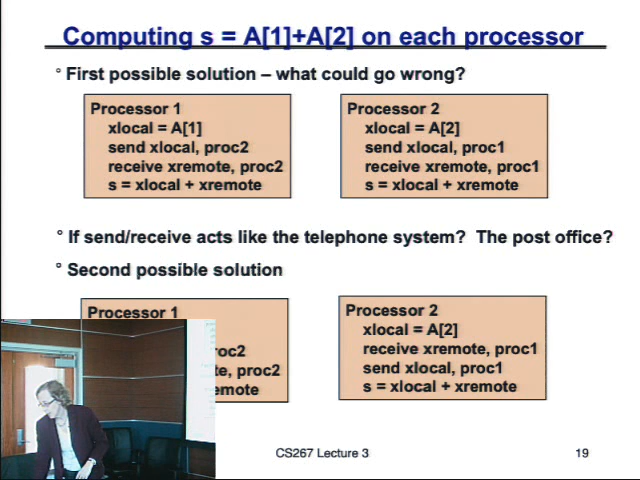 Computing s = A[1]+A[2] on each processor
° First possible solution – what could go wrong?
Processor 1
xlocal = A[1]
send xlocal, proc2
receive xremote, proc2
s = xlocal + xremote
Processor 2
xlocal = A[2]
send xlocal, proc1
receive xremote, proc1
s = xlocal + xremote
° If send/receive acts like the telephone system? The post office?
° Second possible solution
Processor 1
roc2
te, proc2
emote
Processor 2
xlocal = A[2]
receive xremote, proc1
send xlocal, proc1
s = xlocal + xremote
CS267 Lecture 3
19